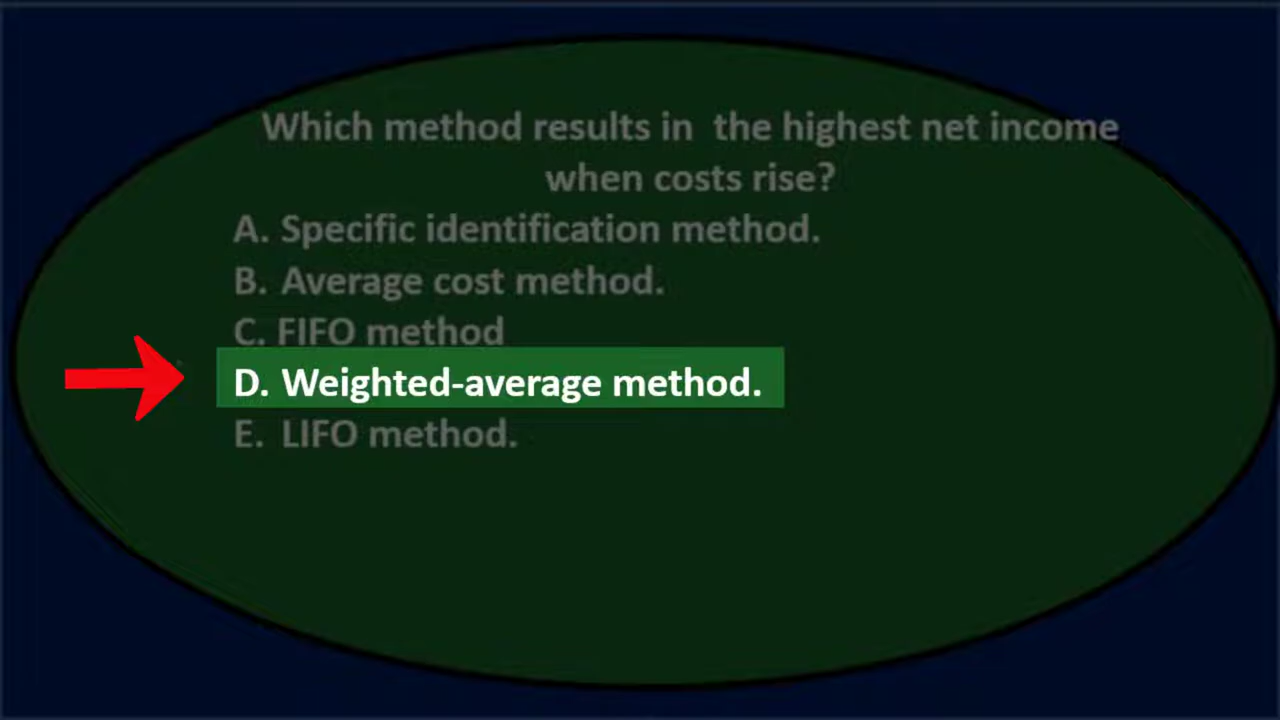 Which method results in the highest net income
when costs rise?
A. Specific identification method.
B. Average cost method.
C. FIFO method
D. Weighted-average method.
E. LIFO method.